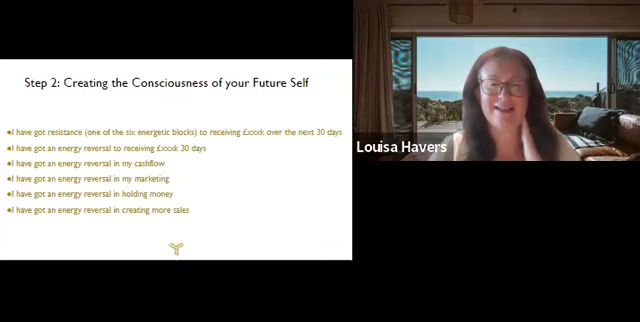 Step 2: Creating the Consciousness of your Future Self
•I have got resistance (one of the six energetic blocks) to receiving £xxxk over the next 30 days
•I have got an energy reversal to receiving £xxxk 30 days
•I have got an energy reversal in my cashflow
•I have got an energy reversal in my marketing
•I have got an energy reversal in holding money
•I have got an energy reversal in creating more sales
Louisa Havers